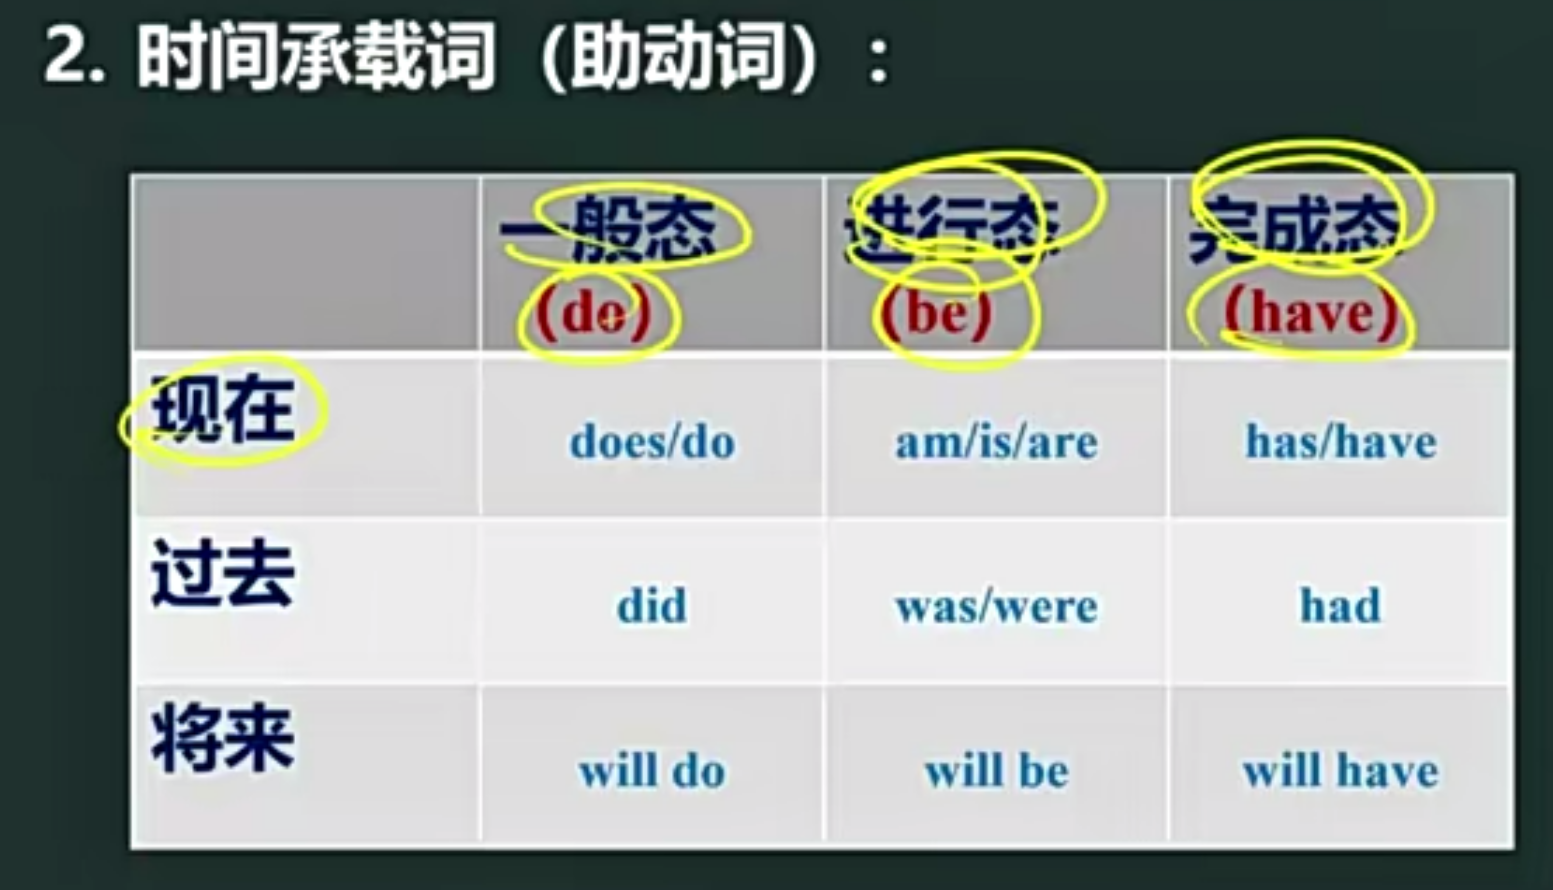 2. 时间承载词（助动词）：
一般态 进行态 完成态
(do) (be) (have)
现在 does/do am/is/are has/have
过去 did was/were had
将来 will do will be will have